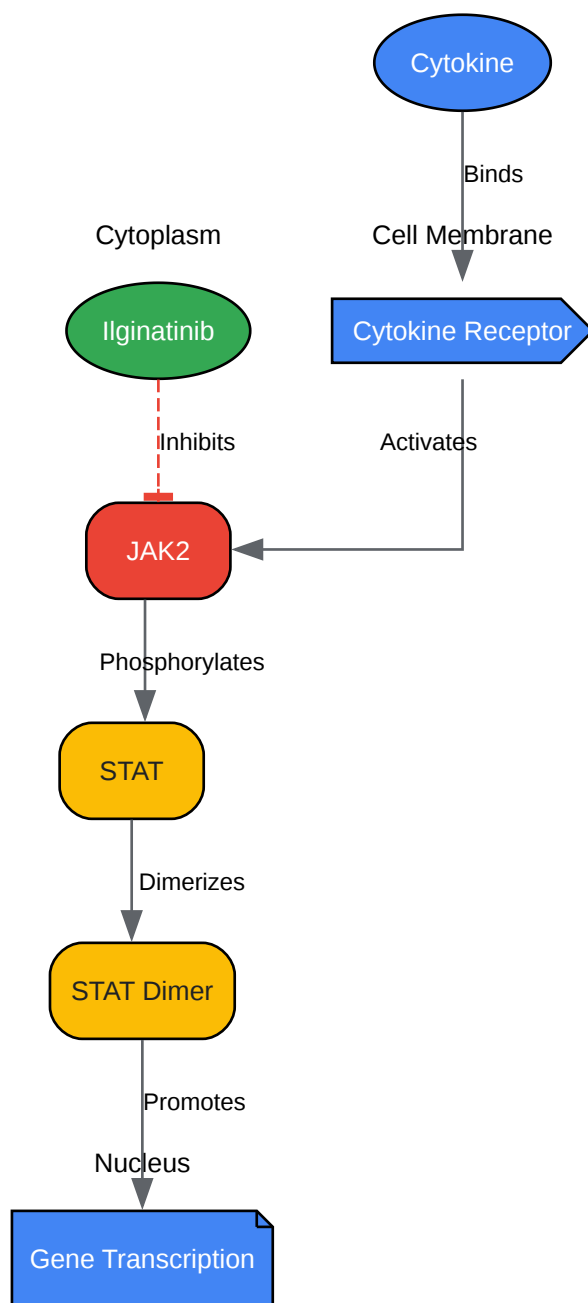 Cytokine
Binds
Cytoplasm
Cell Membrane
Ilginatinib
Cytokine Receptor
Inhibits
Activates
JAK2
Phosphorylates
STAT
Dimerizes
STAT Dimer
Promotes
Nucleus
Gene Transcription